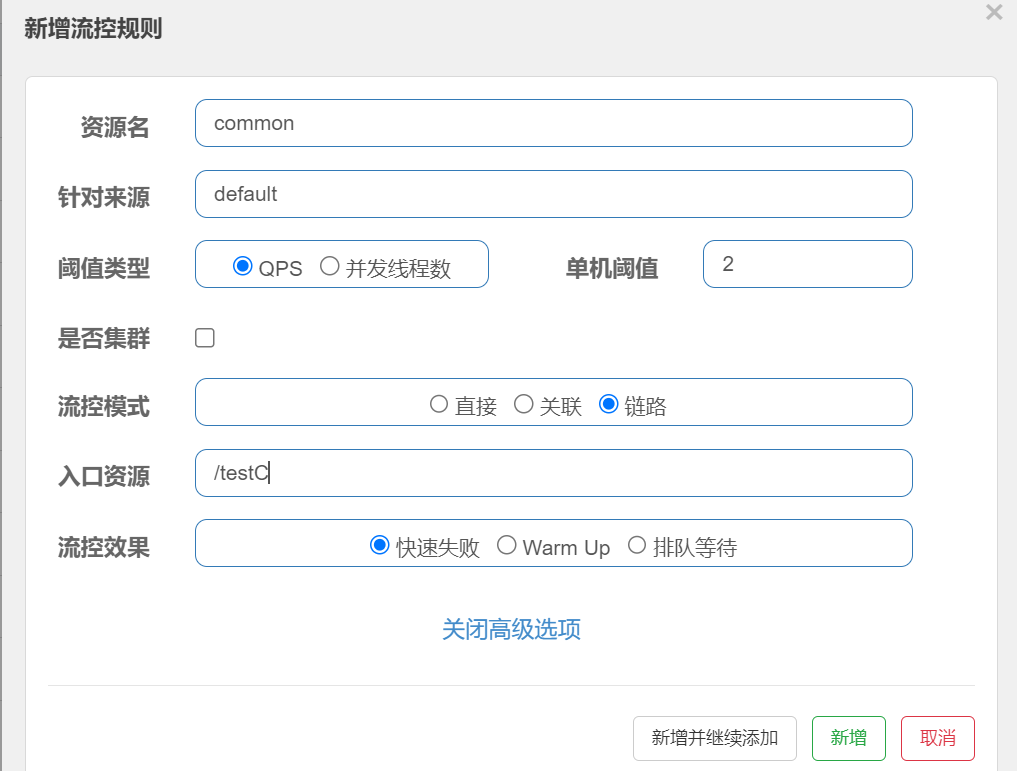 新增流控规则
×
资源名 common
针对来源 default
阈值类型 QPS 并发线程数 单机阈值 2
是否集群
流控模式 直接 关联 链路
入口资源 /testC
流控效果 快速失败 Warm Up 排队等待
关闭高级选项
新增并继续添加 新增 取消